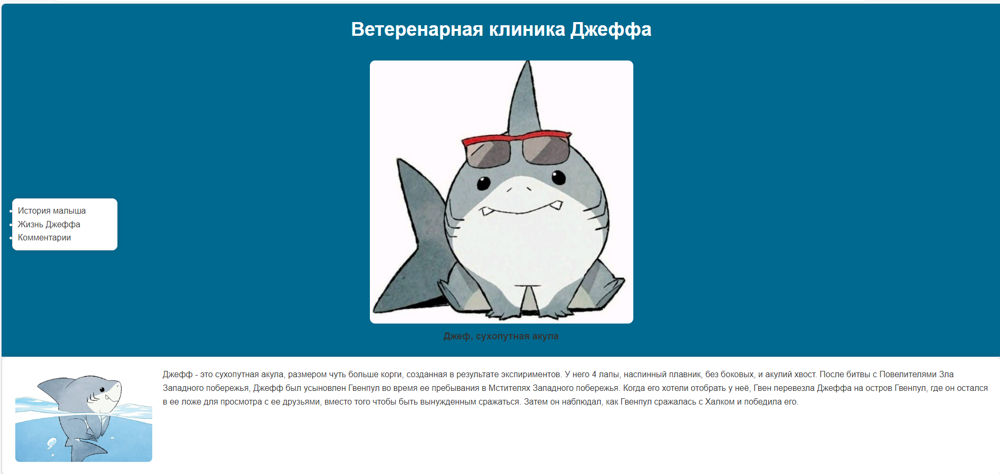 Ветеренарная клиника Джеффа
История малыша
Жизнь Джеффа
Комментарии
Джеф, сухопутная акула
Джефф - это сухопутная акула, размером чуть больше корги, созданная в результате экспириментов. У него 4 лапы, наспинный плавник, без боковых, и акулий хвост. После битвы с Повелителями Зла
Западного побережья, Джефф был усыновлен Гвенпул во время ее пребывания в Мстителях Западного побережья. Когда его хотели отобрать у неё, Гвен перевезла Джеффа на остров Гвенпул, где он остался
в ее ложе для просмотра с ее друзьями, вместо того чтобы быть вынужденным сражаться. Затем он наблюдал, как Гвенпул сражалась с Халком и победила его.